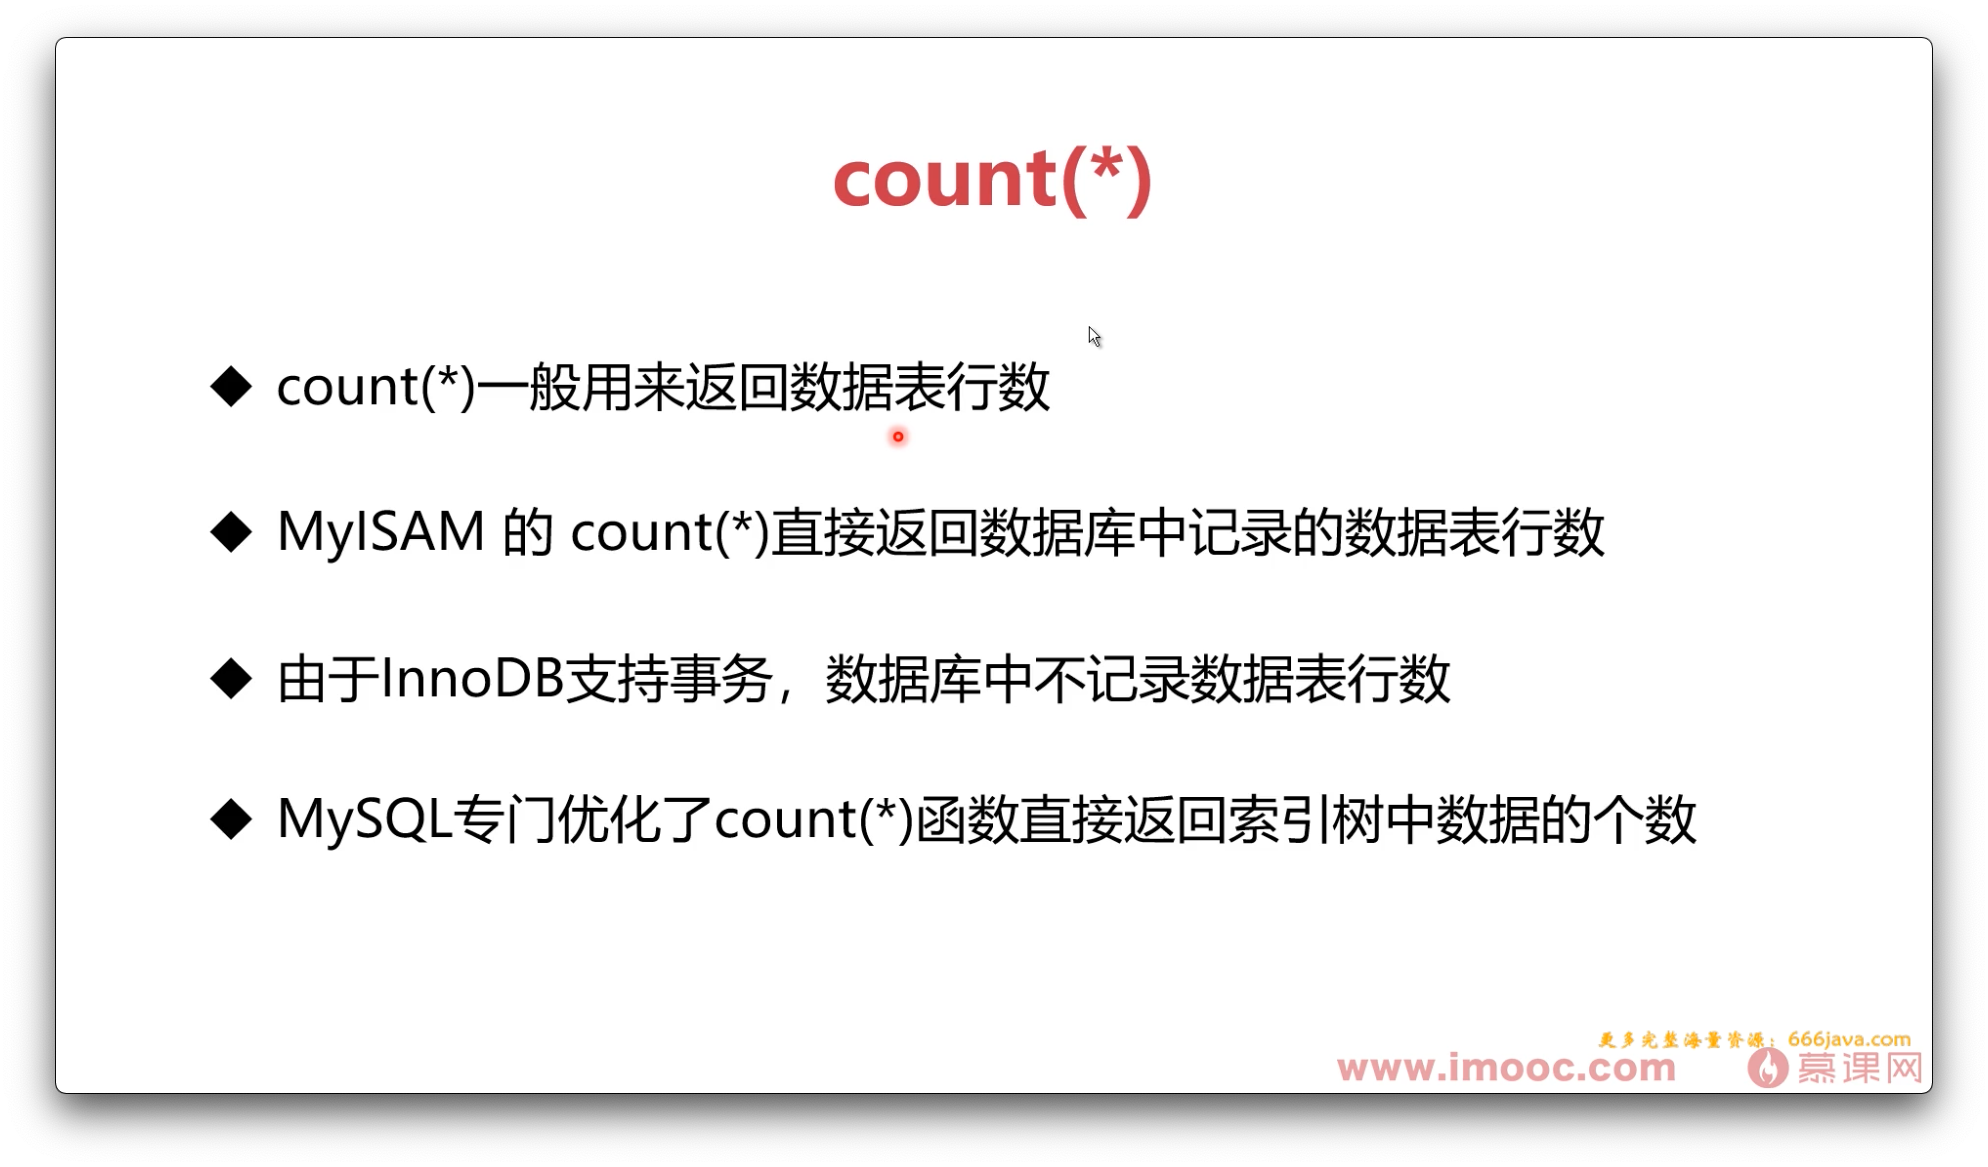 count(*)
◆ count(*)一般用来返回数据表行数
◆ MyISAM 的 count(*)直接返回数据库中记录的数据表行数
◆ 由于InnoDB支持事务，数据库中不记录数据表行数
◆ MySQL专门优化了count(*)函数直接返回索引树中数据的个数
更多完整海量资源：666java.com
www.imooc.com 慕课网